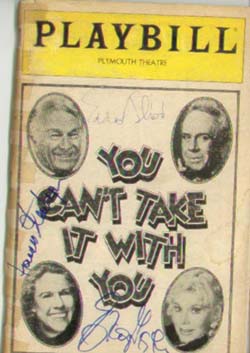 PLAYBILL
PLYMOUTH THEATRE
YOU
CAN'T TAKE
IT WITH
YOU